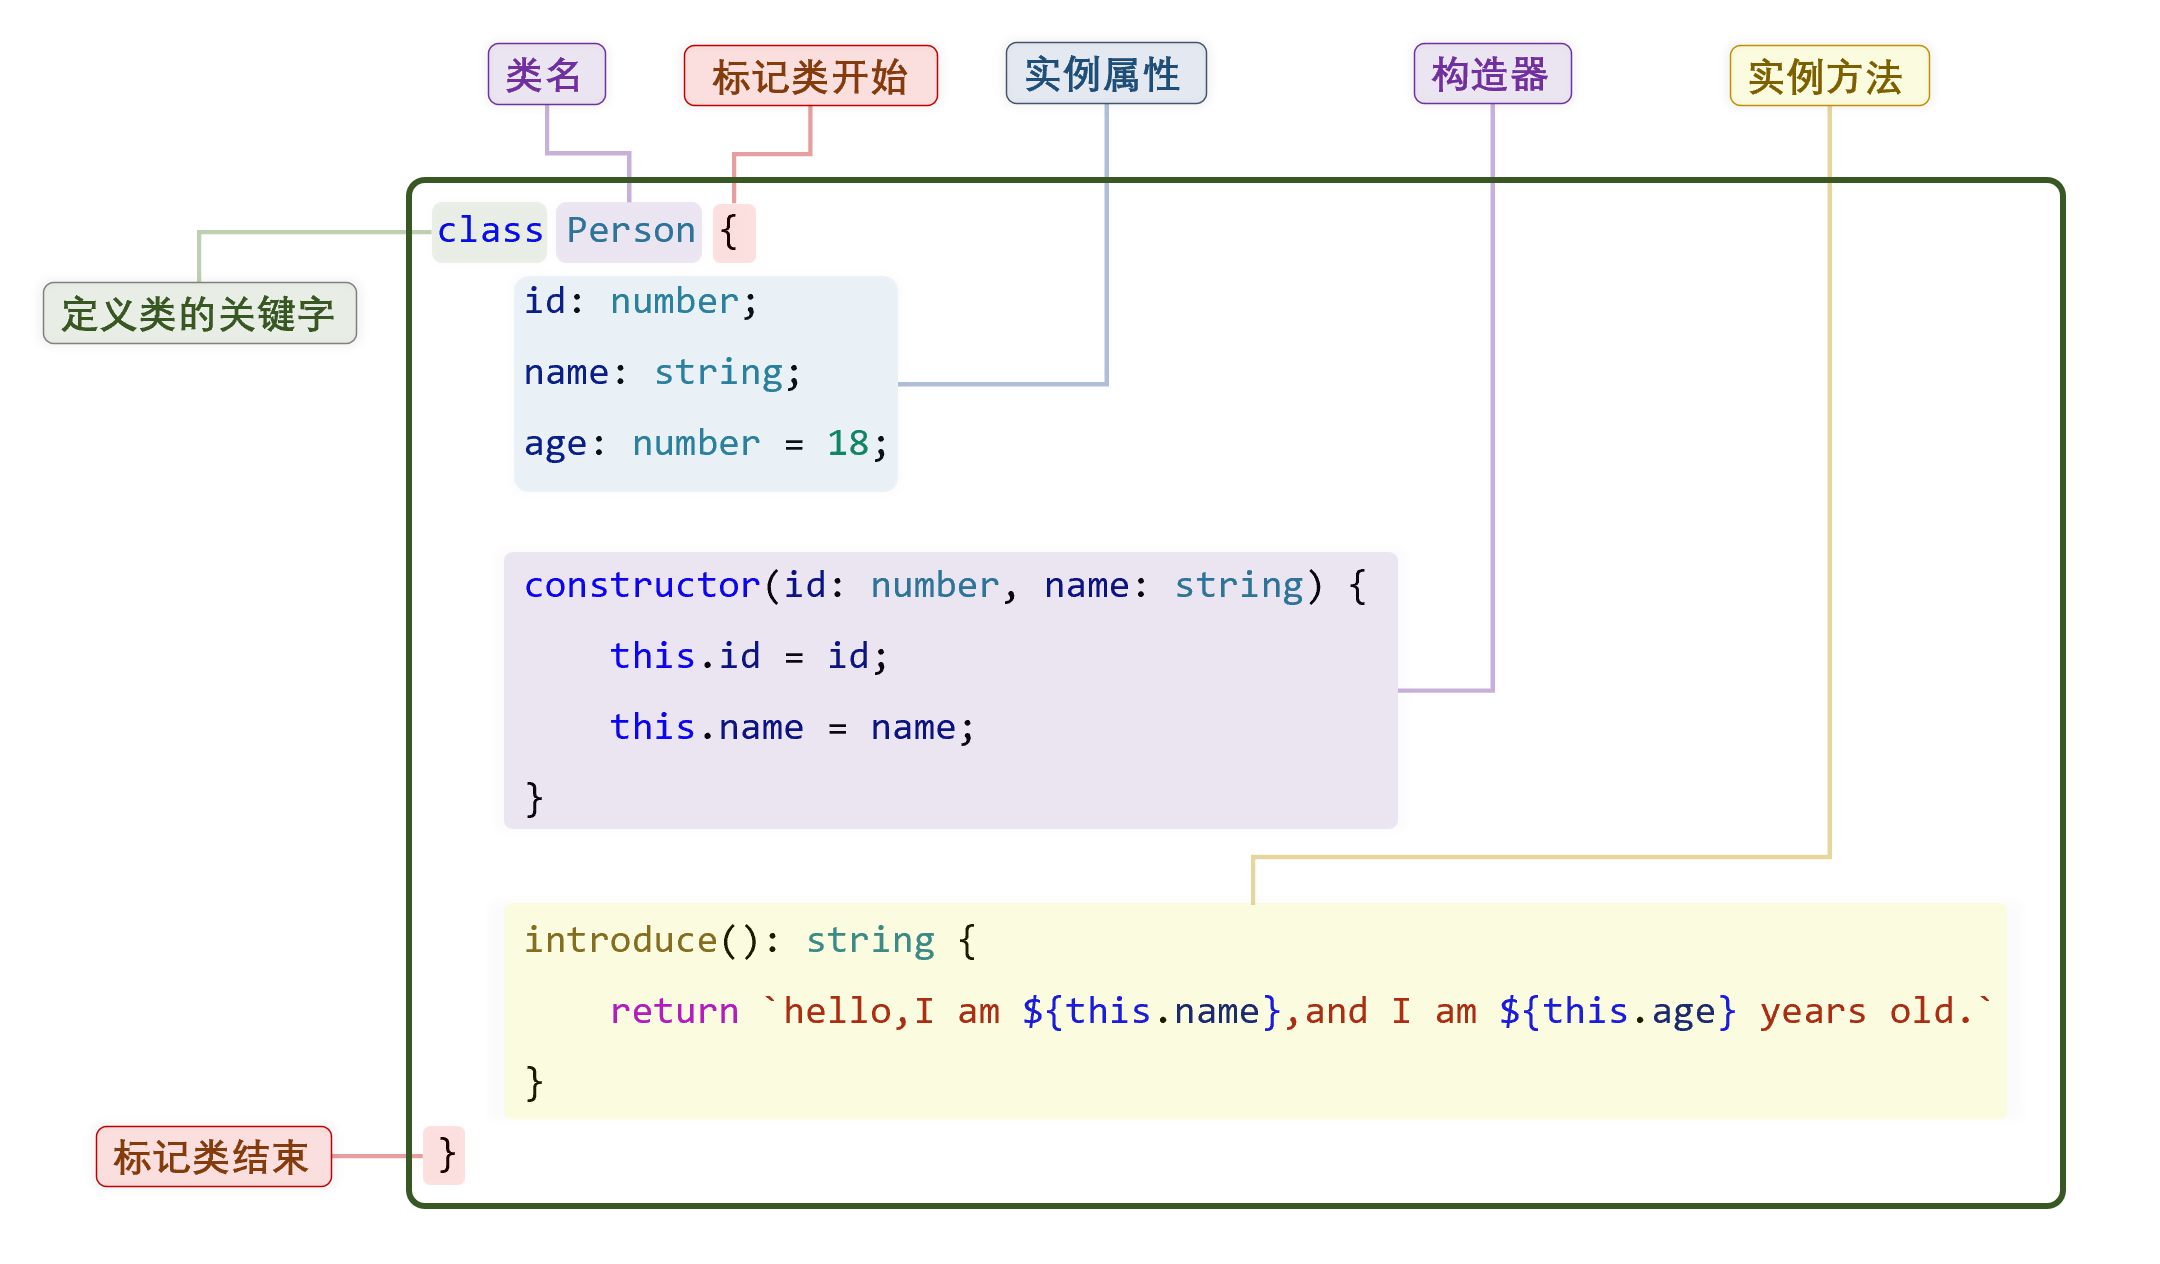 类名
标记类开始
实例属性
构造器
实例方法
定义类的关键字
class Person {
id: number;
name: string;
age: number = 18;
constructor(id: number, name: string) {
this.id = id;
this.name = name;
}
introduce(): string {
return `hello,I am ${this.name},and I am ${this.age} years old.`
}
标记类结束
}